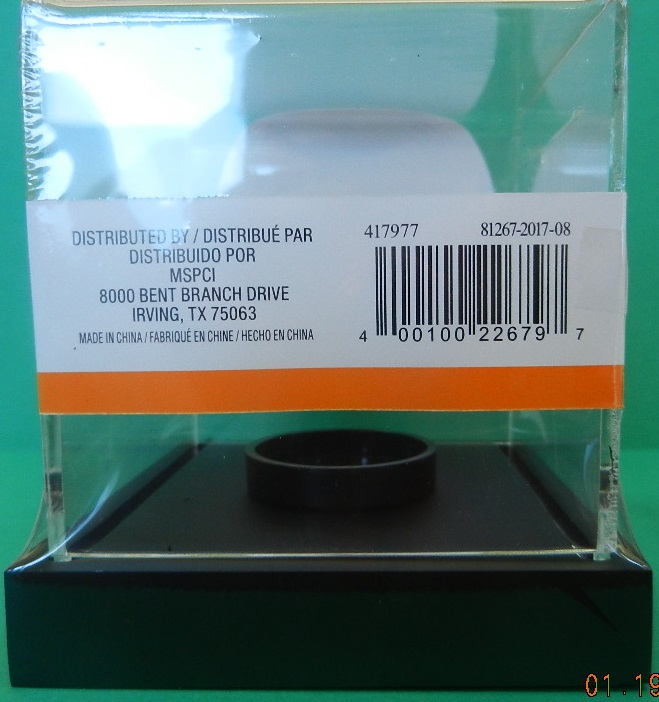 DISTRIBUTED BY / DISTRIBUÉ PAR
DISTRIBUIDO POR
MSPCI
8000 BENT BRANCH DRIVE
IRVING, TX 75063
MADE IN CHINA / FABRIQUÉ EN CHINE / HECHO EN CHINA
417977 81267-2017-08
4 00100 22679 7
01.19